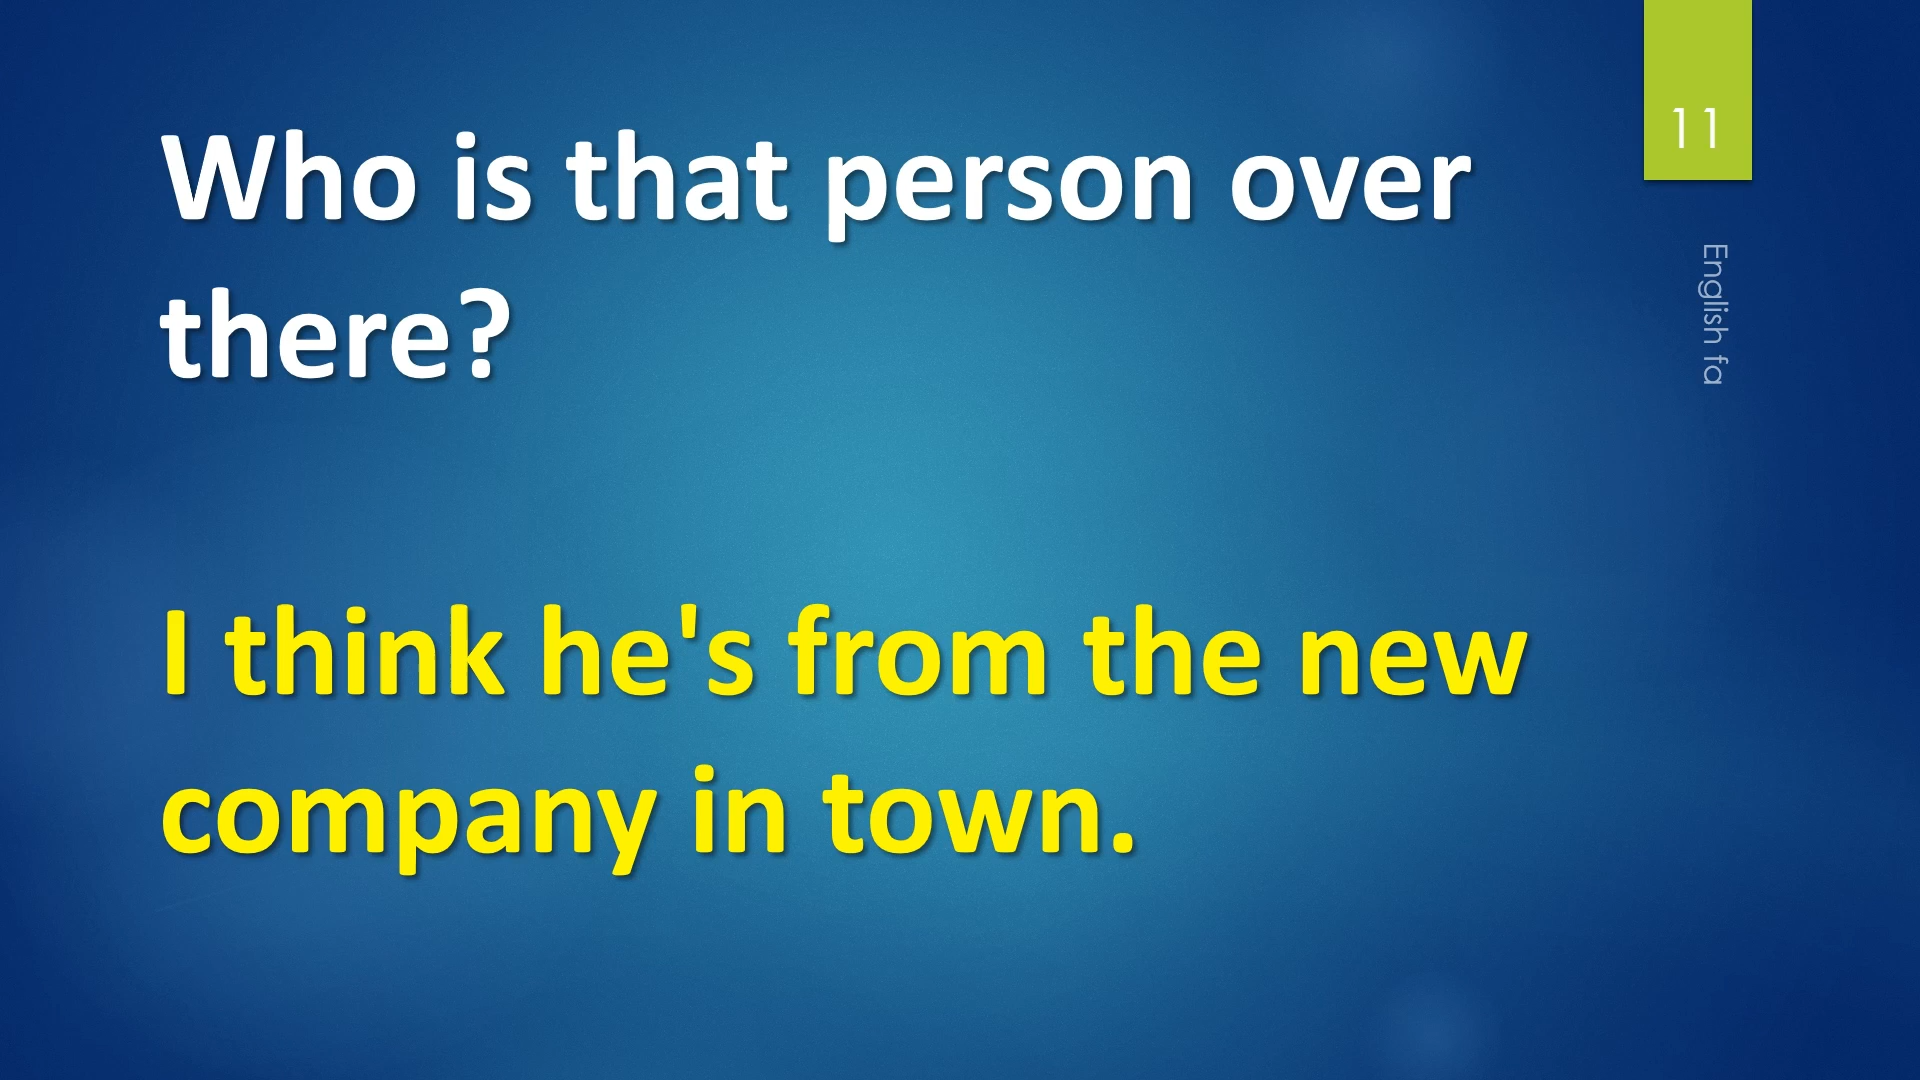 Who is that person over
there?
I think he's from the new
company in town.
11
English fa